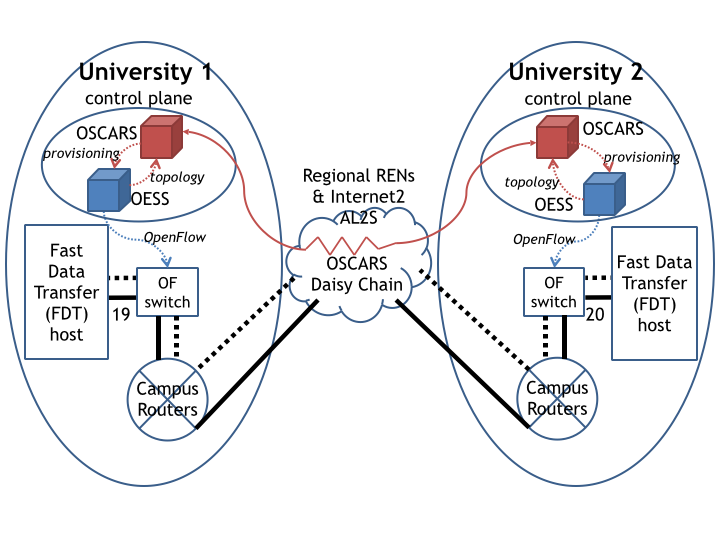 University 1
control plane
OSCARS
provisioning
topology
OESS
OpenFlow
Fast
Data
Transfer
(FDT)
host
OF
switch
19
Campus
Routers
Regional RENs
& Internet2
AL2S
OSCARS
Daisy Chain
University 2
control plane
OSCARS
provisioning
topology
OESS
OpenFlow
OF
switch
20
Fast Data
Transfer
(FDT)
host
Campus
Routers